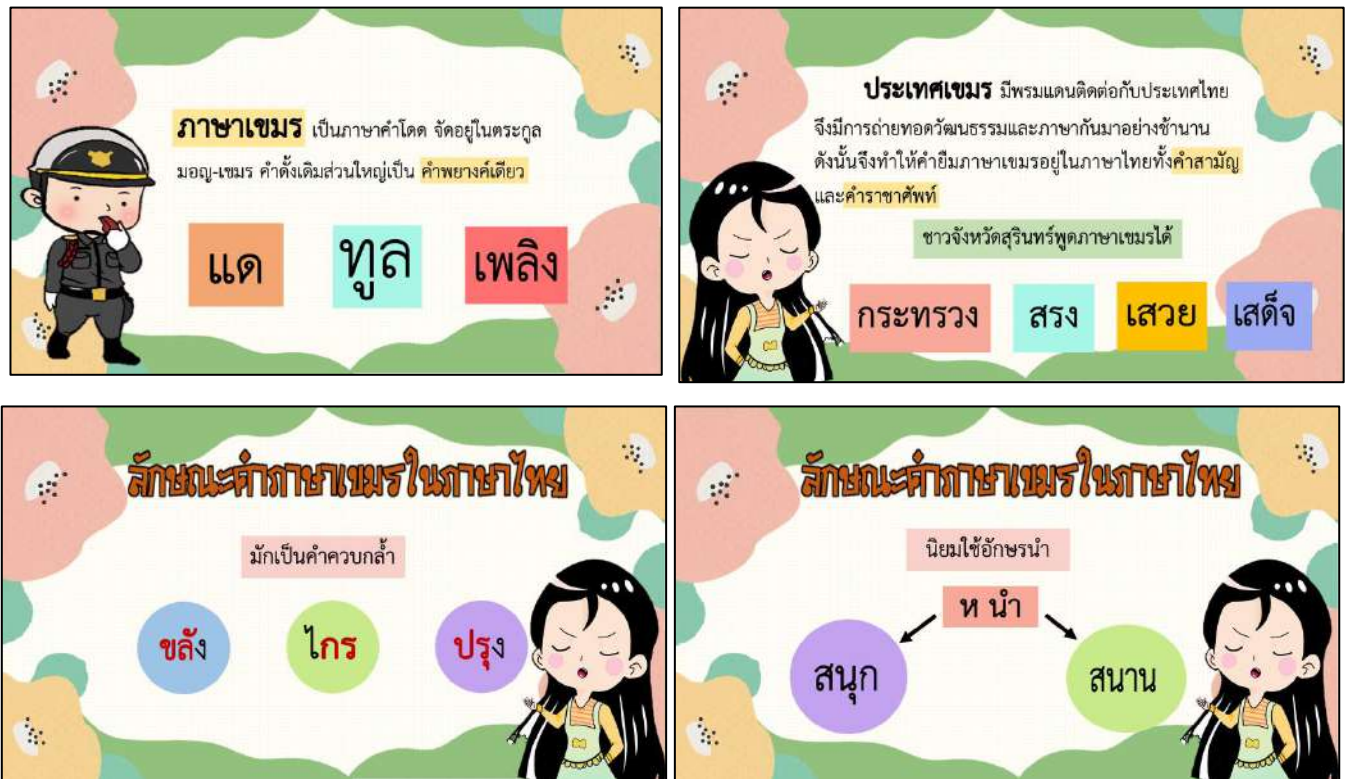 ภาษาเขมร เป็นภาษาคำโดด จัดอยู่ในตระกูล
มอญ-เขมร คำดั้งเดิมส่วนใหญ่เป็น คำพยางค์เดียว
แด ทูล เพลิง
ประเทศเขมร มีพรมแดนติดต่อกับประเทศไทย
จึงมีการถ่ายทอดวัฒนธรรมและภาษากันมาอย่างช้านาน
ดังนั้นจึงทำให้คำยืมภาษาเขมรอยู่ในภาษาไทยทั้งคำสามัญ
และคำราชาศัพท์
ชาวจังหวัดสุรินทร์พูดภาษาเขมรได้
กระทรวง สรง เสวย เสด็จ
ลักษณะคำภาษาเขมรในภาษาไทย
มักเป็นคำควบกล้ำ
ขลัง ไกร ปรุง
ลักษณะคำภาษาเขมรในภาษาไทย
นิยมใช้อักษรนำ
ห นำ
สนุก สนาน